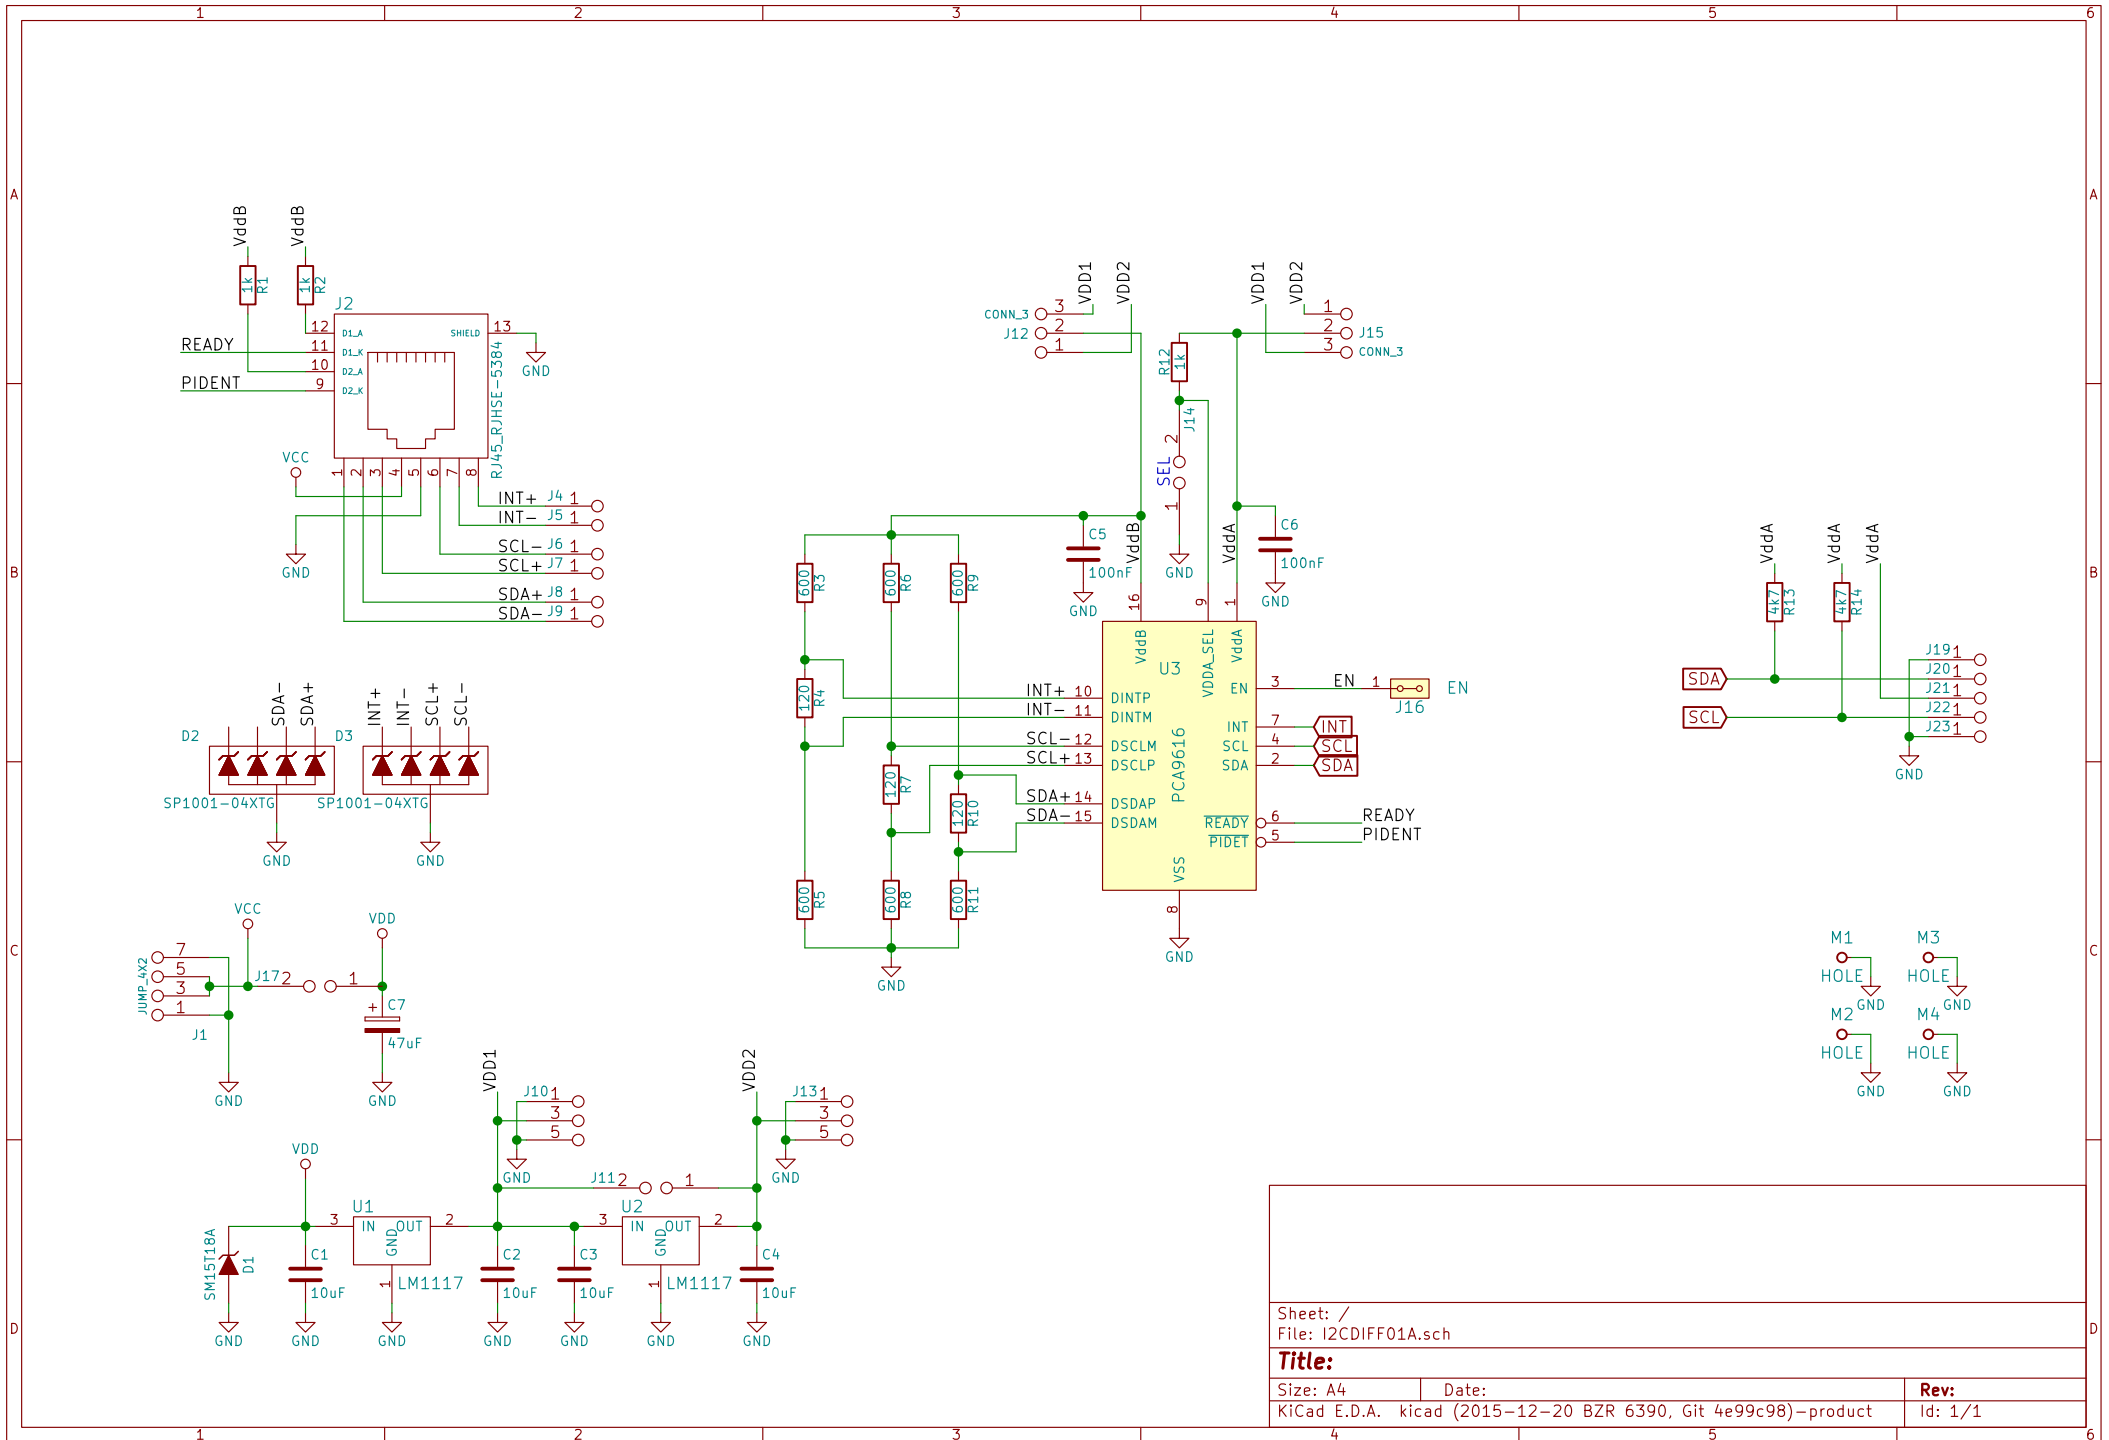 1 2 3 4 5 6
A A
B B
C C
D D
VddB VddB
1k R1 1k R2
J2
12 D1_A SHIELD 13
READY 11 D1_K
10 D2_A
PIDENT 9 D2_K
GND
RJ45_RJHSE-5384
VCC
1 2 3 4 5 6 7 8
GND
INT+ J4 1
INT- J5 1
SCL- J6 1
SCL+ J7 1
SDA+ J8 1
SDA- J9 1
SDA- SDA+ INT+ INT- SCL+ SCL-
D2 D3
SP1001-04XTG SP1001-04XTG
GND GND
VCC VDD
JUMP_4X2
7
5
3
1
J1
J17 2 1
+ C7
47uF
GND GND
VDD1 VDD2
J10 1
3
5
GND
J13 1
3
5
GND
J11 2 1
VDD
U1
3 IN OUT 2
GND
1
LM1117
U2
3 IN OUT 2
GND
1
LM1117
SM15T18A
D1
C1
10uF
C2
10uF
C3
10uF
C4
10uF
GND GND GND GND GND GND GND
VDD1 VDD2 VDD1 VDD2
CONN_3 3
J12 2
1
1
2 J15
3 CONN_3
R12 1k
J14
2
SEL
1
GND
VddB VddA
C5
100nF
GND
C6
100nF
GND
600 R3 600 R6 600 R9
120 R4
120 R7
120 R10
600 R5 600 R8 600 R11
GND
16 9 1
VddB VDDA_SEL VddA
U3
PCA9616
INT+ 10 DINTP
INT- 11 DINTM
SCL- 12 DSCLM
SCL+ 13 DSCLP
SDA+ 14 DSDAP
SDA- 15 DSDAM
EN 3 EN 1 EN
J16
INT 7 INT
SCL 4 SCL
SDA 2 SDA
READY 6 READY
PIDET 5 PIDENT
VSS
8
GND
VddA VddA VddA
4k7 R13 4k7 R14
SDA
SCL
J19 1
J20 1
J21 1
J22 1
J23 1
GND
M1 M3
HOLE HOLE
GND GND
M2 M4
HOLE HOLE
GND GND
Sheet: /
File: I2CDIFF01A.sch
Title:
Size: A4 Date: Rev:
KiCad E.D.A. kicad (2015-12-20 BZR 6390, Git 4e99c98)-product Id: 1/1
1 2 3 4 5 6